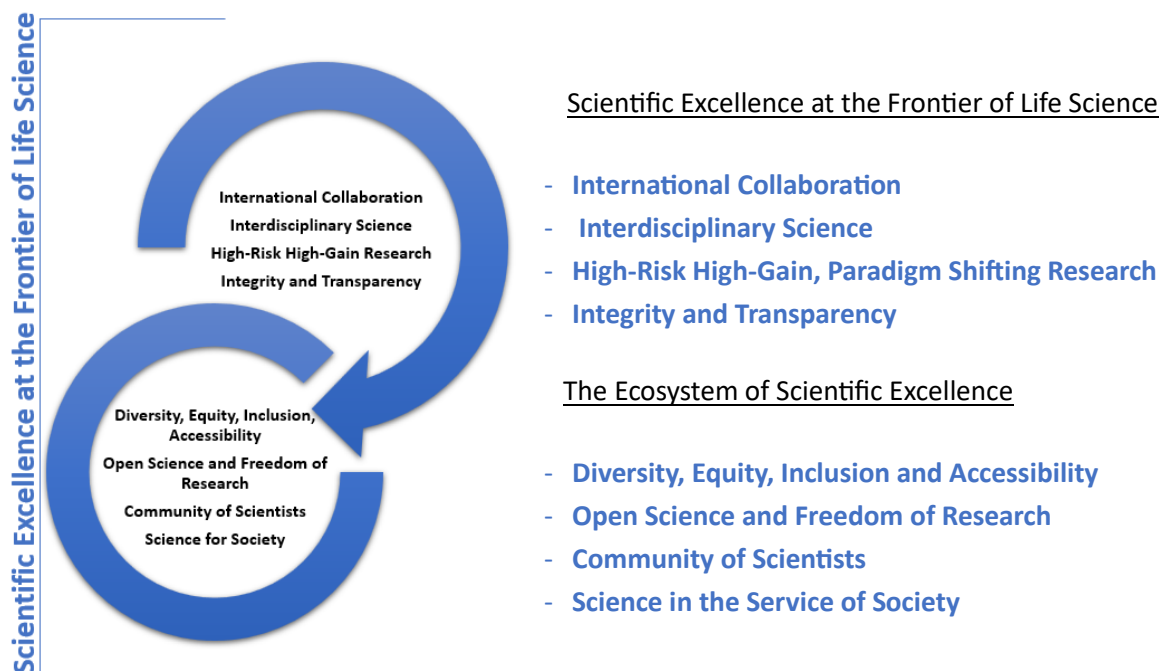 Scientific Excellence at the Frontier of Life Science
International Collaboration
Interdisciplinary Science
High-Risk High-Gain Research
Integrity and Transparency
Diversity, Equity, Inclusion,
Accessibility
Open Science and Freedom of
Research
Community of Scientists
Science for Society
Scientific Excellence at the Frontier of Life Science
- International Collaboration
- Interdisciplinary Science
- High-Risk High-Gain, Paradigm Shifting Research
- Integrity and Transparency
The Ecosystem of Scientific Excellence
- Diversity, Equity, Inclusion and Accessibility
- Open Science and Freedom of Research
- Community of Scientists
- Science in the Service of Society